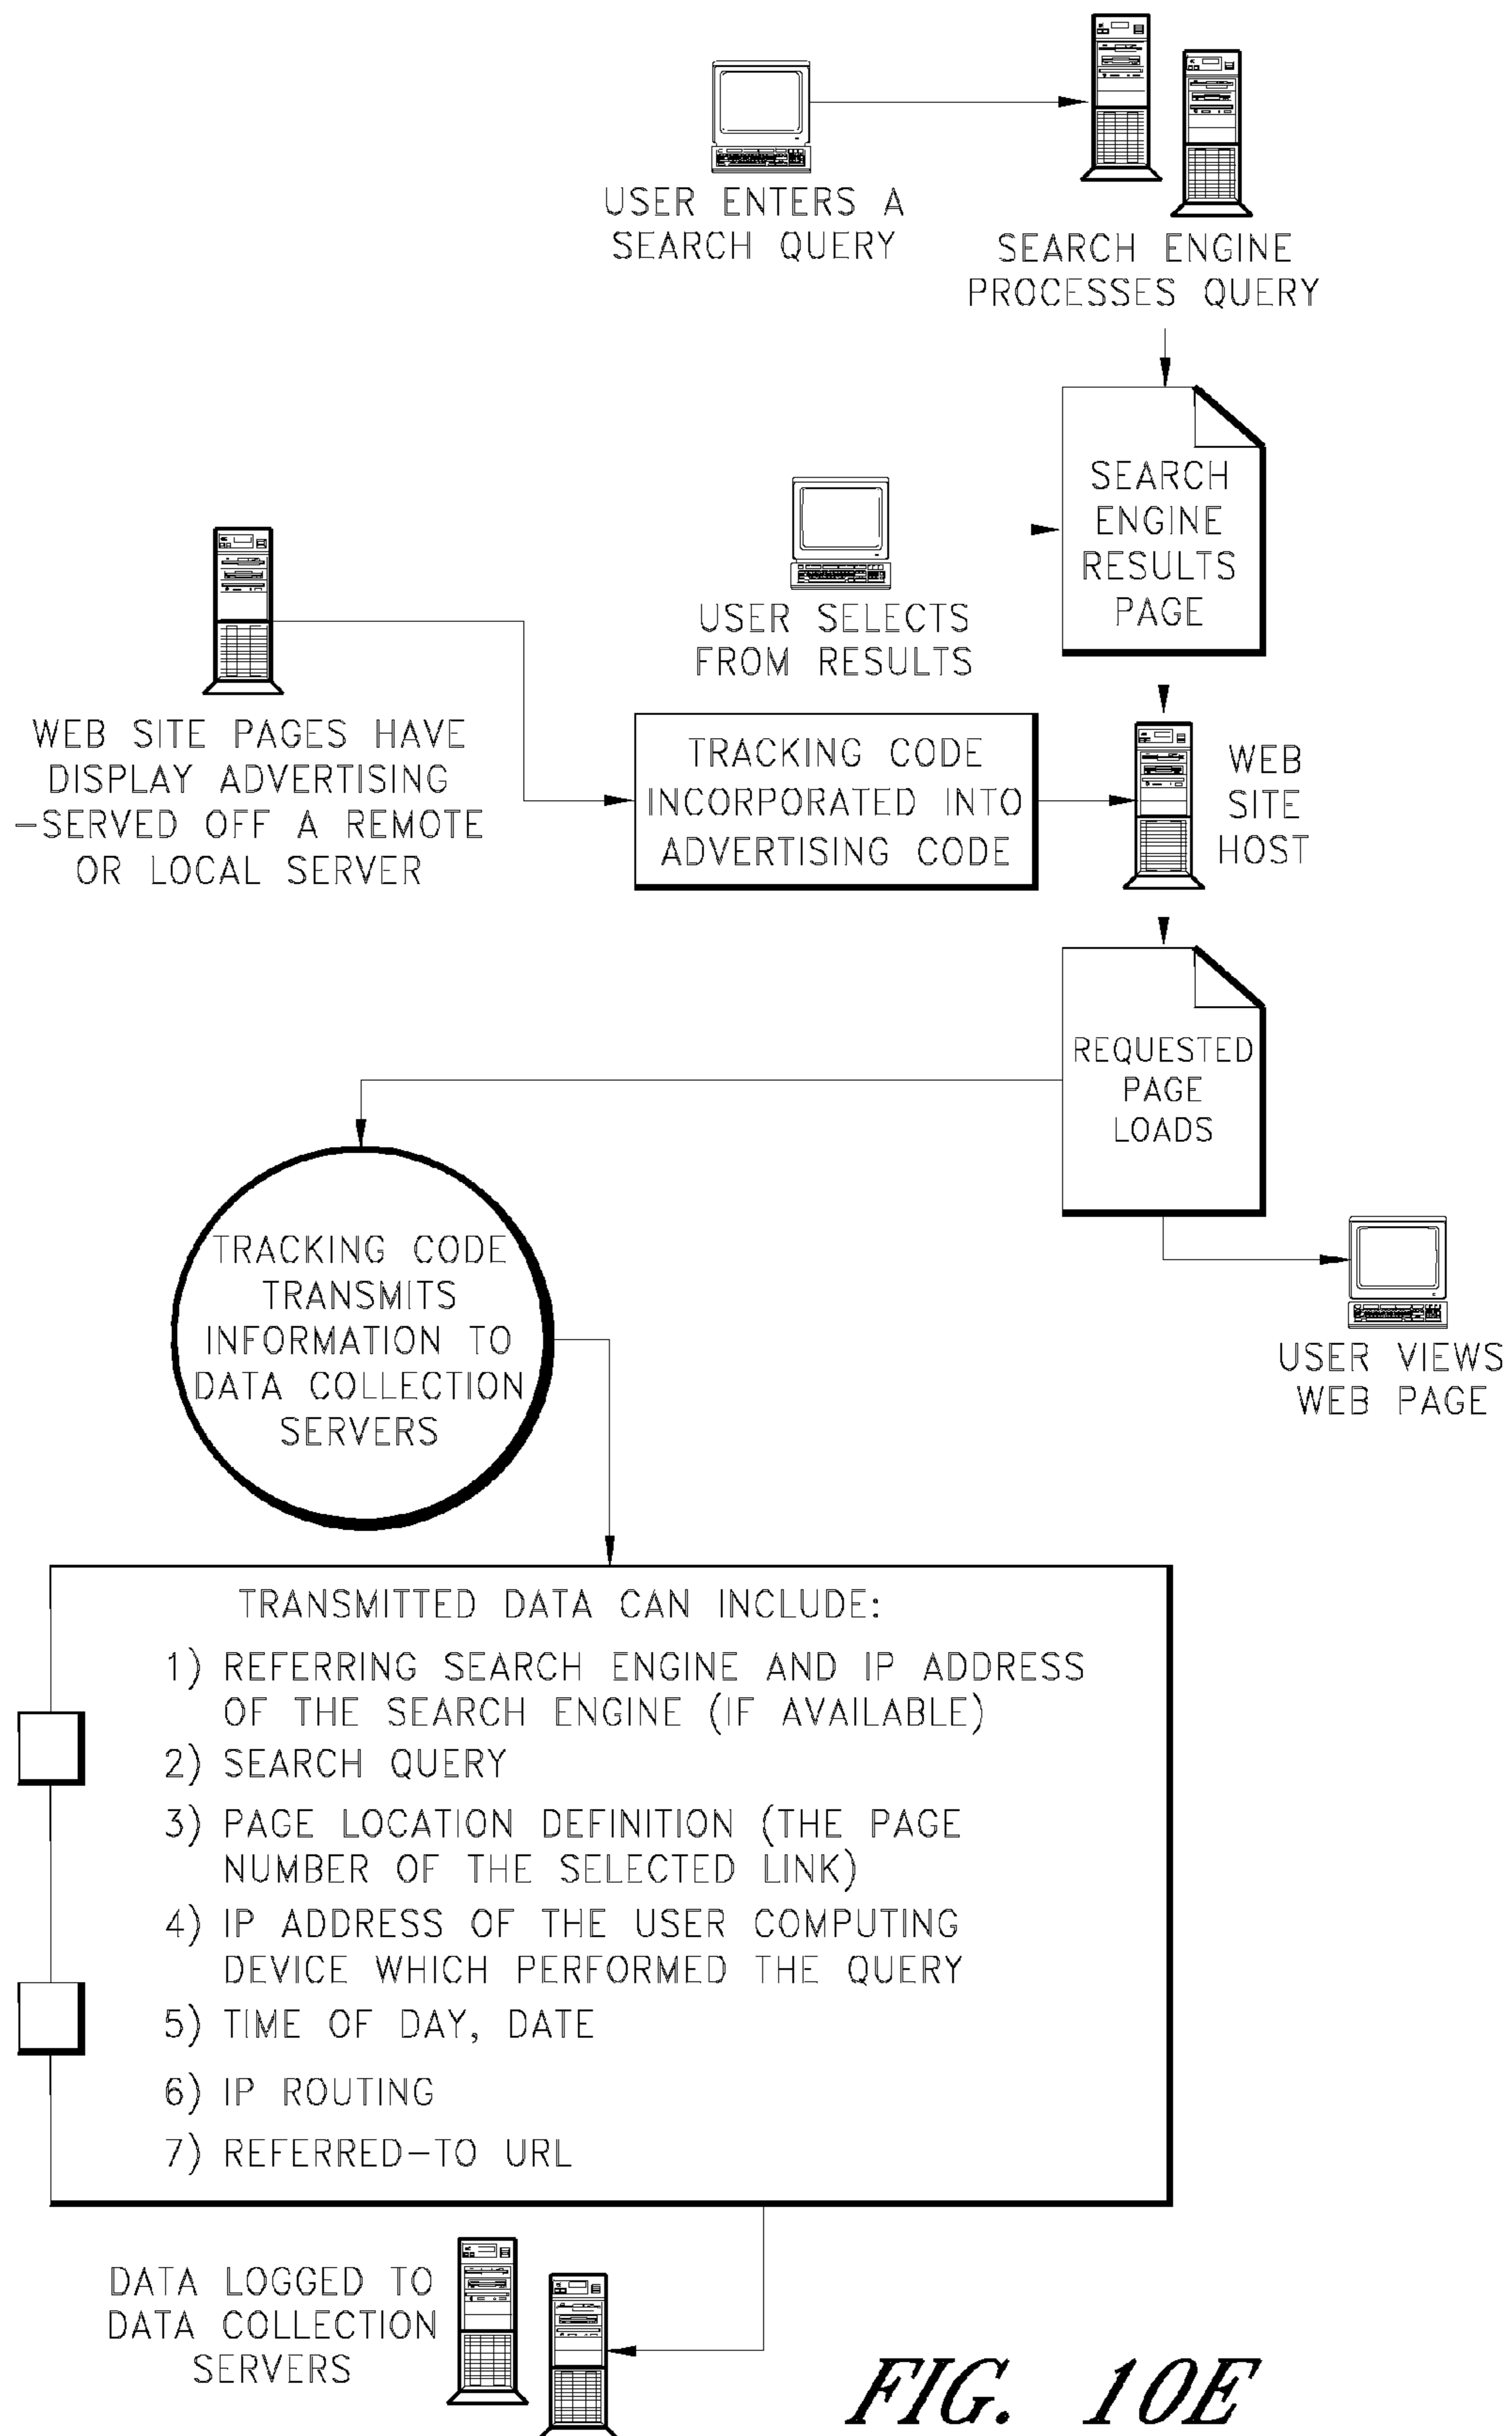 USER ENTERS A
SEARCH QUERY
SEARCH ENGINE
PROCESSES QUERY
SEARCH
ENGINE
RESULTS
PAGE
USER SELECTS
FROM RESULTS
WEB SITE PAGES HAVE
DISPLAY ADVERTISING
-SERVED OFF A REMOTE
OR LOCAL SERVER
TRACKING CODE
INCORPORATED INTO
ADVERTISING CODE
WEB
SITE
HOST
REQUESTED
PAGE
LOADS
TRACKING CODE
TRANSMITS
INFORMATION TO
DATA COLLECTION
SERVERS
USER VIEWS
WEB PAGE
TRANSMITTED DATA CAN INCLUDE:
1) REFERRING SEARCH ENGINE AND IP ADDRESS
OF THE SEARCH ENGINE (IF AVAILABLE)
2) SEARCH QUERY
3) PAGE LOCATION DEFINITION (THE PAGE
NUMBER OF THE SELECTED LINK)
4) IP ADDRESS OF THE USER COMPUTING
DEVICE WHICH PERFORMED THE QUERY
5) TIME OF DAY, DATE
6) IP ROUTING
7) REFERRED-TO URL
DATA LOGGED TO
DATA COLLECTION
SERVERS
FIG. 10E